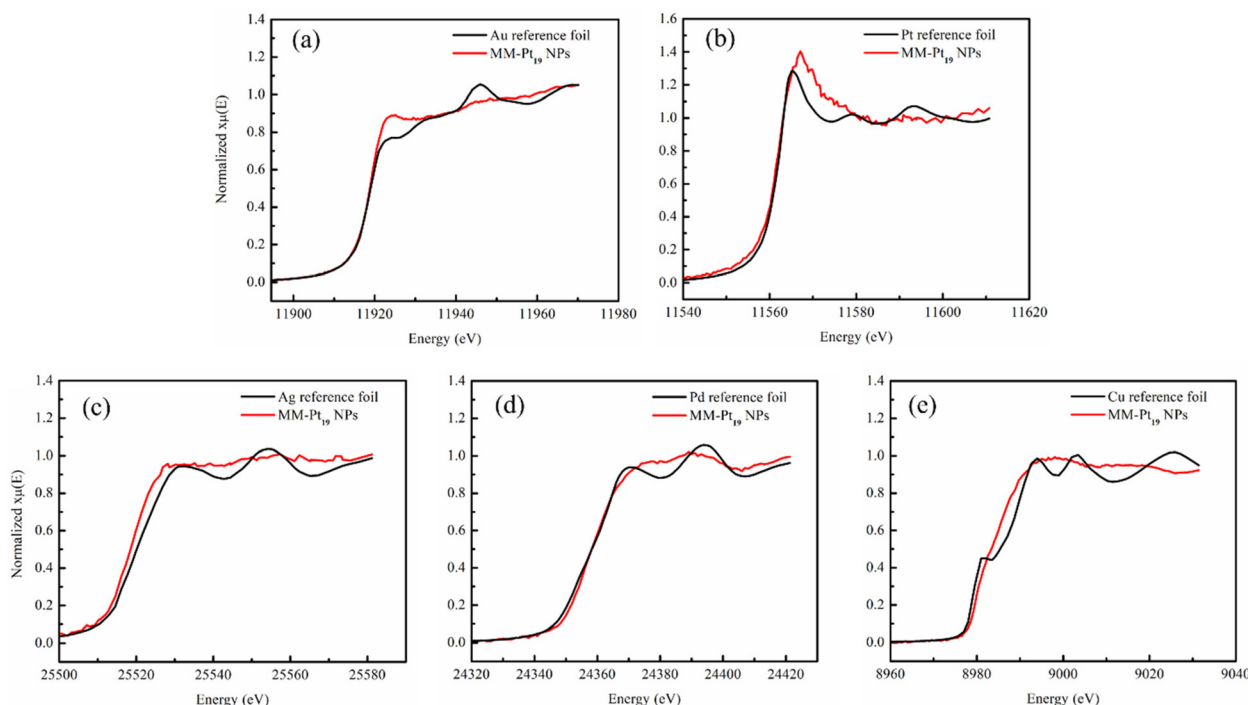 (a)
Au reference foil
MM-Pt₁₉ NPs
Normalized xμ(E)
1.4
1.2
1.0
0.8
0.6
0.4
0.2
0.0
11900 11920 11940 11960 11980
Energy (eV)
(b)
Pt reference foil
MM-Pt₁₉ NPs
1.6
1.4
1.2
1.0
0.8
0.6
0.4
0.2
0.0
11540 11560 11580 11600 11620
Energy (eV)
(c)
Ag reference foil
MM-Pt₁₉ NPs
Normalized xμ(E)
1.4
1.2
1.0
0.8
0.6
0.4
0.2
0.0
25500 25520 25540 25560 25580
Energy (eV)
(d)
Pd reference foil
MM-Pt₁₉ NPs
1.4
1.2
1.0
0.8
0.6
0.4
0.2
0.0
24320 24340 24360 24380 24400 24420
Energy (eV)
(e)
Cu reference foil
MM-Pt₁₉ NPs
1.4
1.2
1.0
0.8
0.6
0.4
0.2
0.0
8960 8980 9000 9020 9040
Energy (eV)